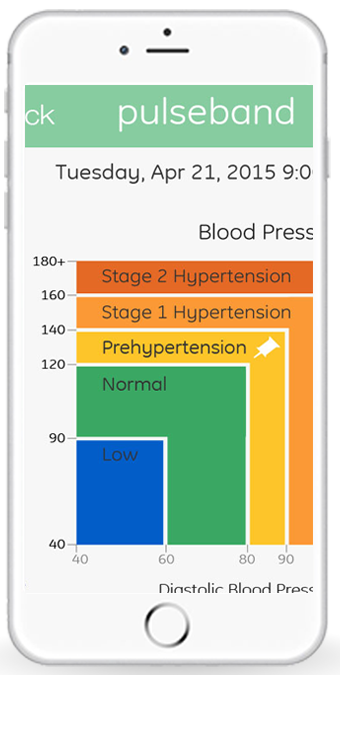 ck pulseband
Tuesday, Apr 21, 2015 9:0
Blood Press
180+
Stage 2 Hypertension
160
Stage 1 Hypertension
140
Prehypertension
120
Normal
90
Low
40
40 60 80 90
Diastolic Blood Press